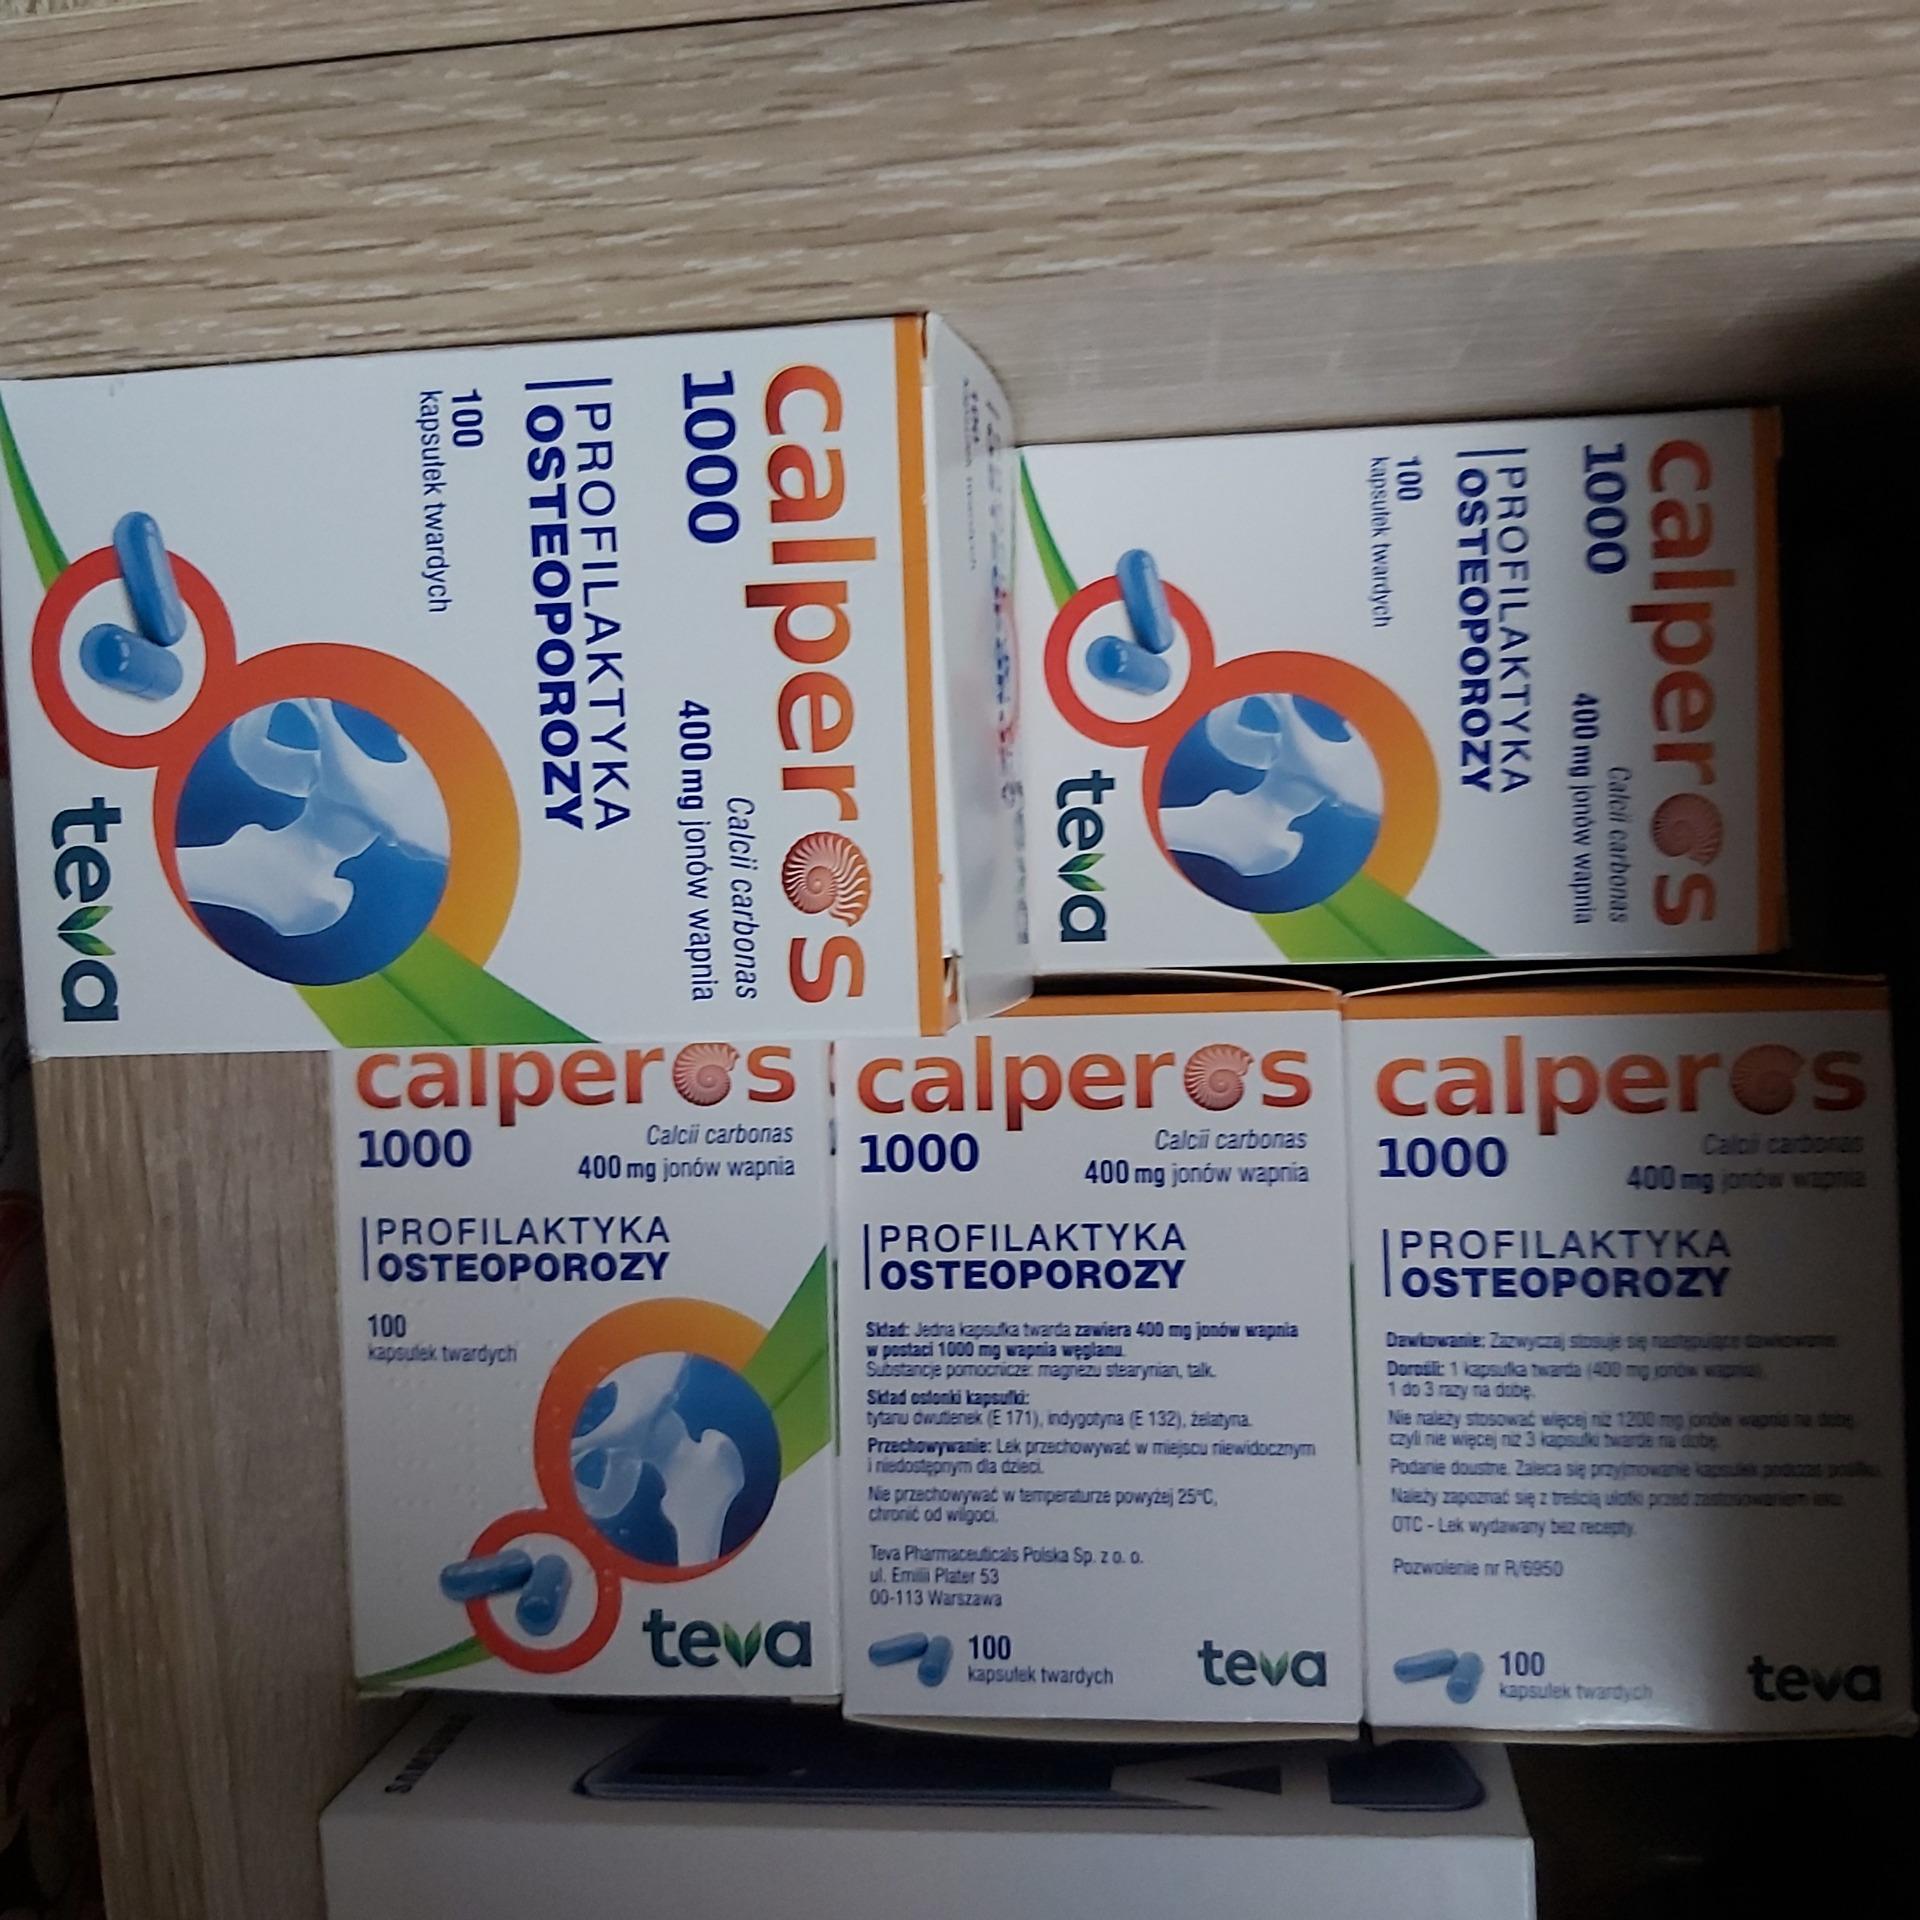 calperos
1000
Calcii carbonas
400 mg jonów wapnia
PROFILAKTYKA
OSTEOPOROZY
100
kapsułek twardych
teva
calperos
1000
Calcii carbonas
400 mg jonów wapnia
PROFILAKTYKA
OSTEOPOROZY
100
kapsułek twardych
teva
calperos
1000
Calcii carbonas
400 mg jonów wapnia
PROFILAKTYKA
OSTEOPOROZY
100
kapsułek twardych
teva
calperos
1000
Calcii carbonas
400 mg jonów wapnia
PROFILAKTYKA
OSTEOPOROZY
Skład: Jedna kapsułka twarda zawiera 400 mg jonów wapnia
w postaci 1000 mg wapnia węglanu.
Substancje pomocnicze: magnezu stearynian, talk.
Skład osłonki kapsułki:
tytanu dwutlenek (E 171), indygotyna (E 132), żelatyna.
Przechowywanie: Lek przechowywać w miejscu niewidocznym
i niedostępnym dla dzieci.
Nie przechowywać w temperaturze powyżej 25°C,
chronić od wilgoci.
Teva Pharmaceuticals Polska Sp. z o. o.
ul. Emilii Plater 53
00-113 Warszawa
100
kapsułek twardych
teva
calperos
1000
Calcii carbonas
400 mg jonów wapnia
PROFILAKTYKA
OSTEOPOROZY
Dawkowanie: Zazwyczaj stosuje się następujące dawkowanie:
Dorośli: 1 kapsułka twarda (400 mg jonów wapnia)
1 do 3 razy na dobę.
Nie należy stosować więcej niż 1200 mg jonów wapnia na dobę,
czyli nie więcej niż 3 kapsułki twarde na dobę.
Podanie doustne. Zaleca się przyjmowanie kapsułek podczas posiłku.
Należy zapoznać się z treścią ulotki przed zastosowaniem leku.
OTC - Lek wydawany bez recepty.
Pozwolenie nr R/6950
100
kapsułek twardych
teva
SAMSUNG